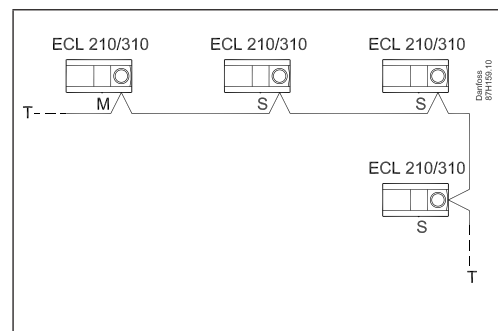 ECL 210/310 ECL 210/310 ECL 210/310
Danfoss
87H159.10
M S S
T
ECL 210/310
S
T